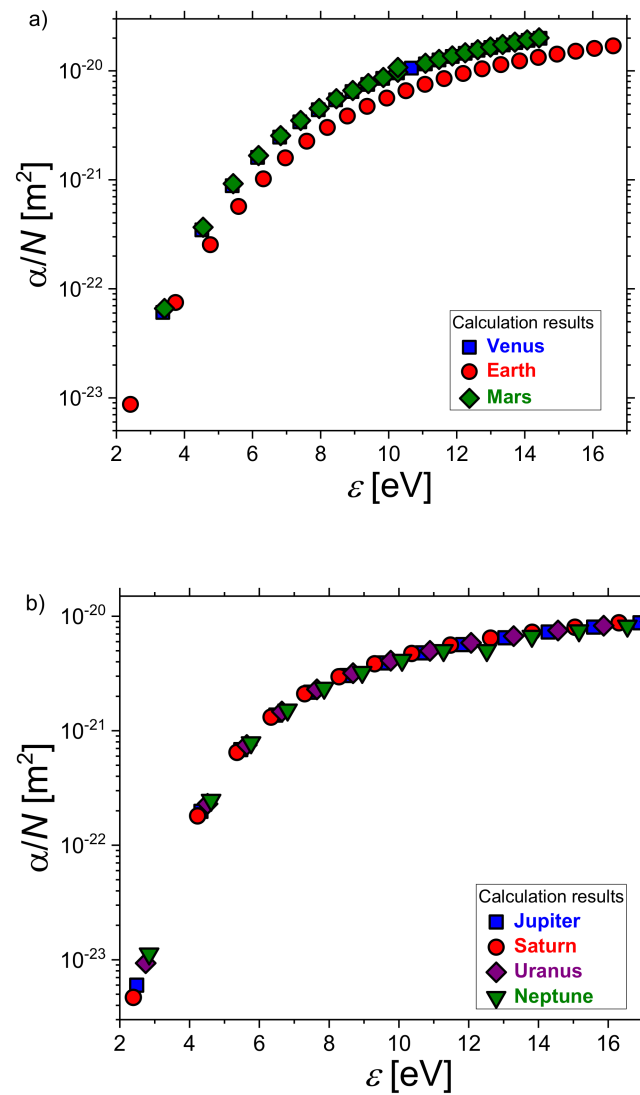 a)
10⁻²⁰
10⁻²¹
10⁻²²
10⁻²³
α/N [m²]
Calculation results
Venus
Earth
Mars
2 4 6 8 10 12 14 16
ε [eV]
b)
10⁻²⁰
10⁻²¹
10⁻²²
10⁻²³
α/N [m²]
Calculation results
Jupiter
Saturn
Uranus
Neptune
2 4 6 8 10 12 14 16
ε [eV]